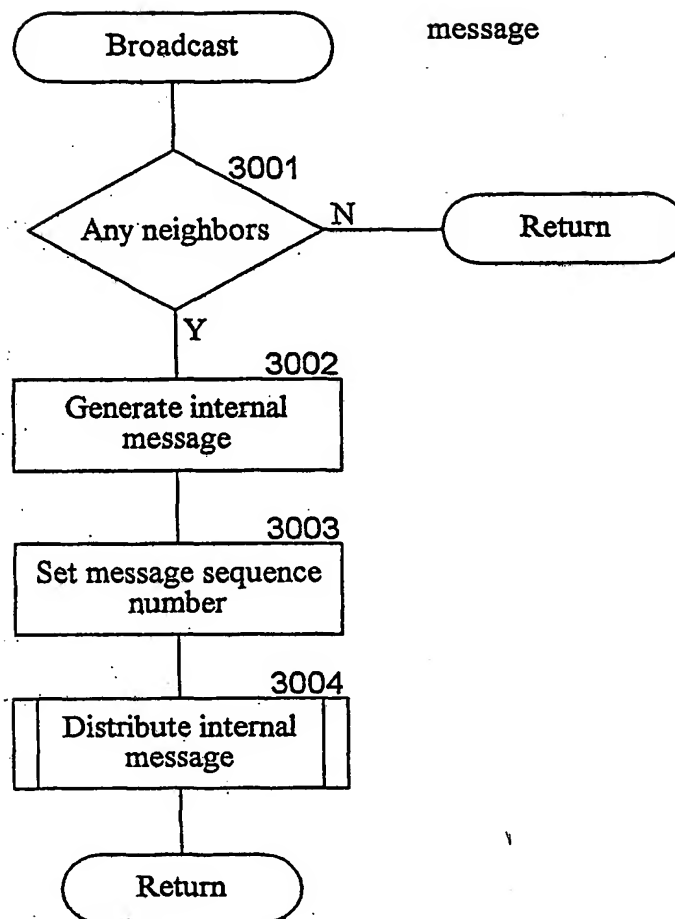 Broadcast
message
3001
Any neighbors
N
Return
Y
3002
Generate internal
message
3003
Set message sequence
number
3004
Distribute internal
message
Return